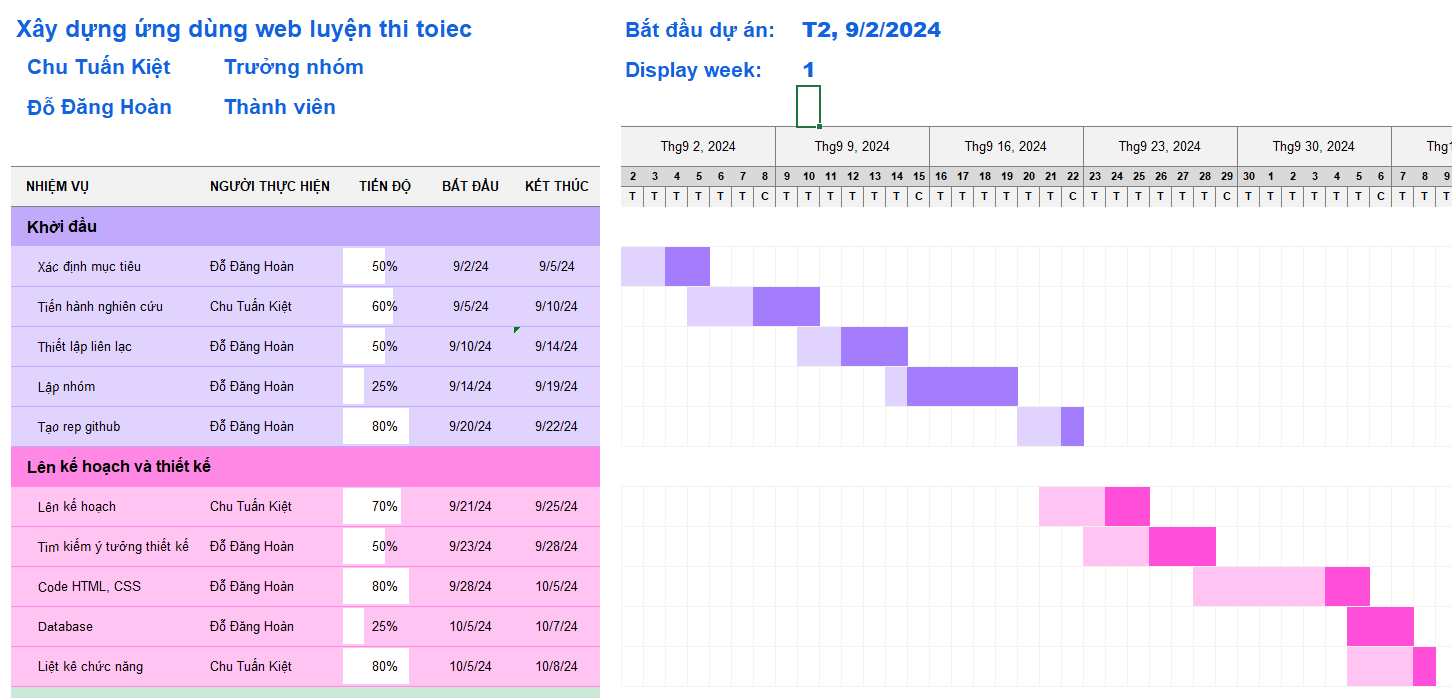 Xây dựng ứng dùng web luyện thi toiec
Bắt đầu dự án: T2, 9/2/2024
Chu Tuấn Kiệt Trưởng nhóm
Display week: 1
Đỗ Đăng Hoàn Thành viên
Thg9 2, 2024 Thg9 9, 2024 Thg9 16, 2024 Thg9 23, 2024 Thg9 30, 2024 Thg1
NHIỆM VỤ NGƯỜI THỰC HIỆN TIẾN ĐỘ BẮT ĐẦU KẾT THÚC
2 3 4 5 6 7 8 9 10 11 12 13 14 15 16 17 18 19 20 21 22 23 24 25 26 27 28 29 30 1 2 3 4 5 6 7 8 9
T T T T T T C T T T T T T C T T T T T T C T T T T T T C T T T T T T C T T T
Khởi đầu
Xác định mục tiêu Đỗ Đăng Hoàn 50% 9/2/24 9/5/24
Tiến hành nghiên cứu Chu Tuấn Kiệt 60% 9/5/24 9/10/24
Thiết lập liên lạc Đỗ Đăng Hoàn 50% 9/10/24 9/14/24
Lập nhóm Đỗ Đăng Hoàn 25% 9/14/24 9/19/24
Tạo rep github Đỗ Đăng Hoàn 80% 9/20/24 9/22/24
Lên kế hoạch và thiết kế
Lên kế hoạch Chu Tuấn Kiệt 70% 9/21/24 9/25/24
Tìm kiếm ý tưởng thiết kế Đỗ Đăng Hoàn 50% 9/23/24 9/28/24
Code HTML, CSS Đỗ Đăng Hoàn 80% 9/28/24 10/5/24
Database Đỗ Đăng Hoàn 25% 10/5/24 10/7/24
Liệt kê chức năng Chu Tuấn Kiệt 80% 10/5/24 10/8/24